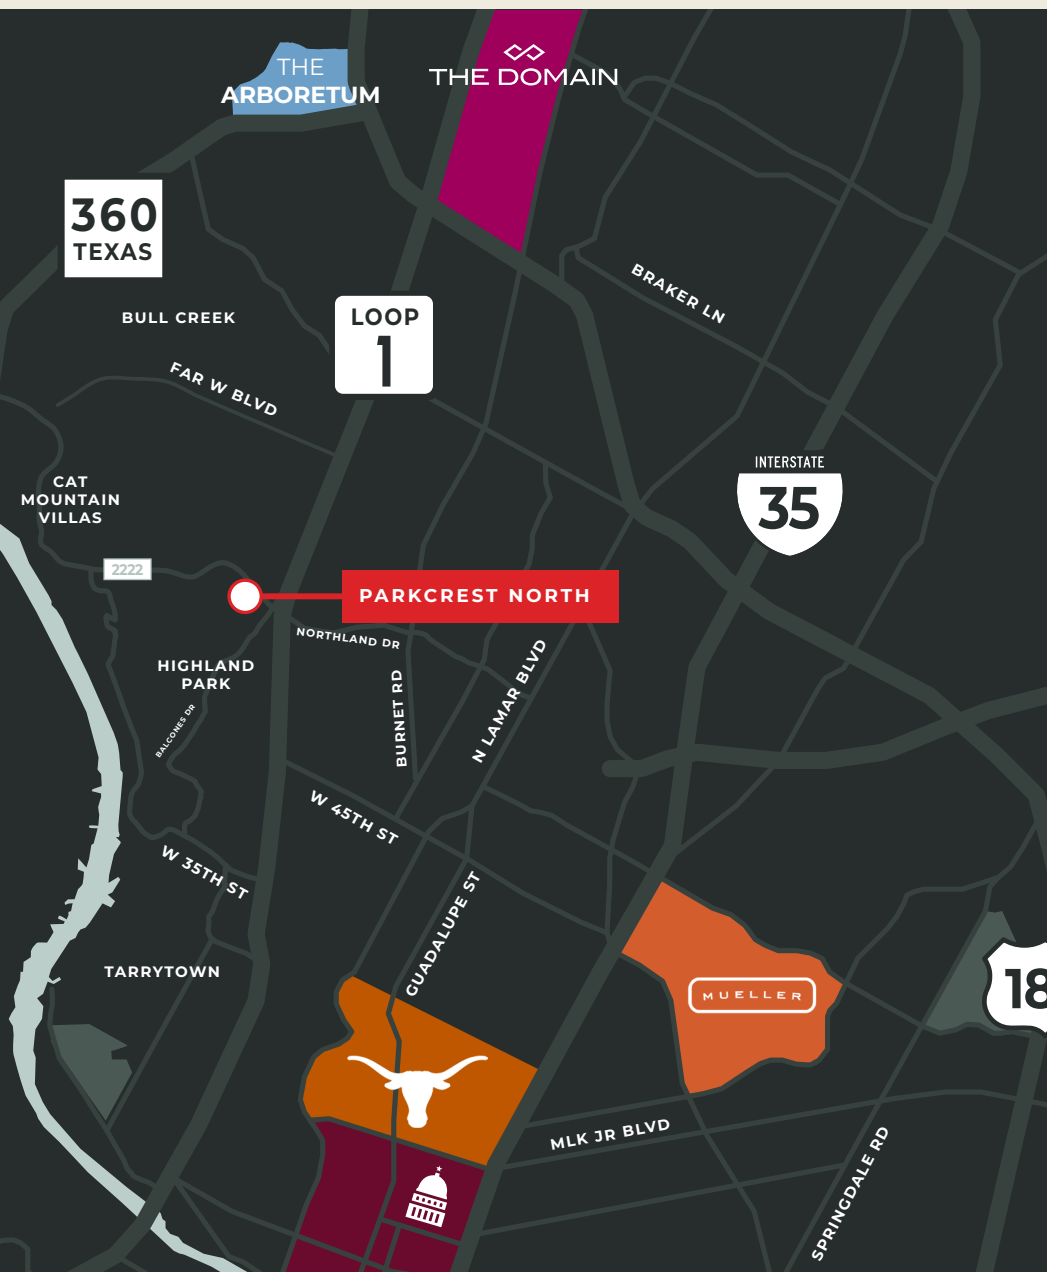 THE
ARBORETUM
THE DOMAIN
360
TEXAS
BRAKER LN
BULL CREEK
LOOP
1
FAR W BLVD
INTERSTATE
35
CAT
MOUNTAIN
VILLAS
2222
PARKCREST NORTH
NORTHLAND DR
HIGHLAND
PARK
BURNET RD
N LAMAR BLVD
BALCONES DR
W 45TH ST
W 35TH ST
GUADALUPE ST
TARRYTOWN
MUELLER
18
MLK JR BLVD
SPRINGDALE RD